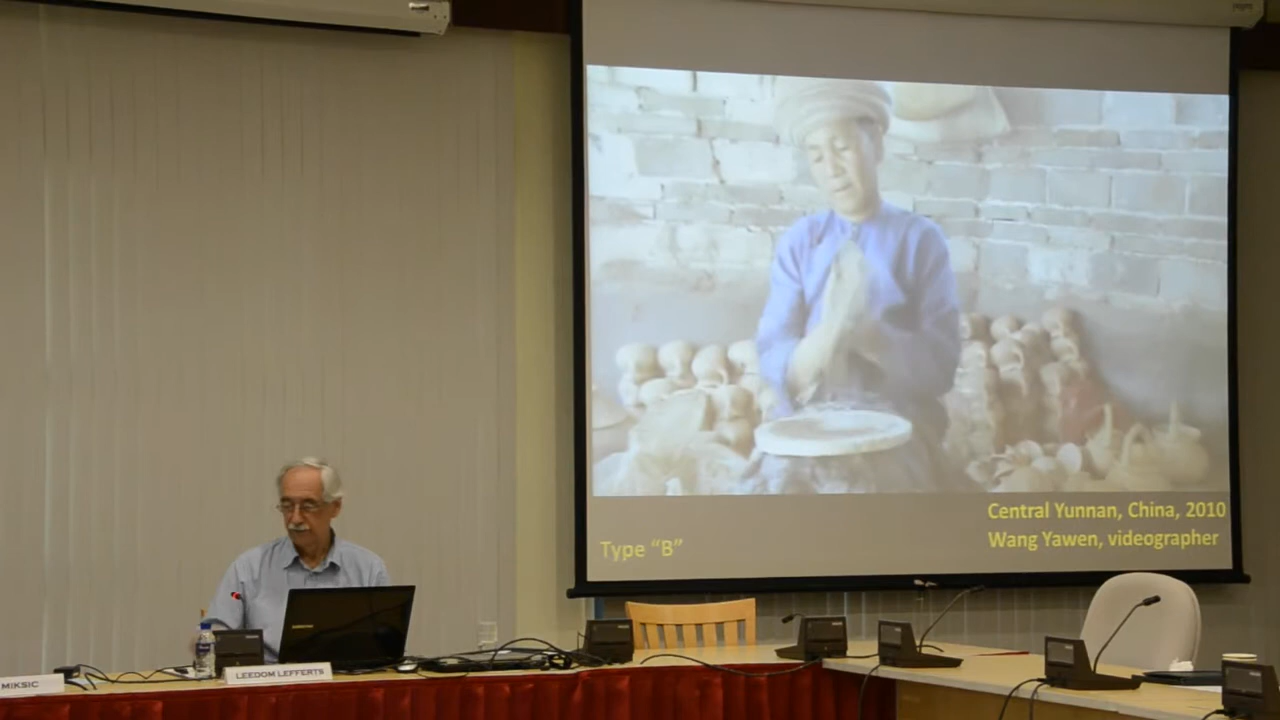 Central Yunnan, China, 2010
Wang Yawen, videographer
Type “B”
LEEDOM LEFFERTS
MIKSIC